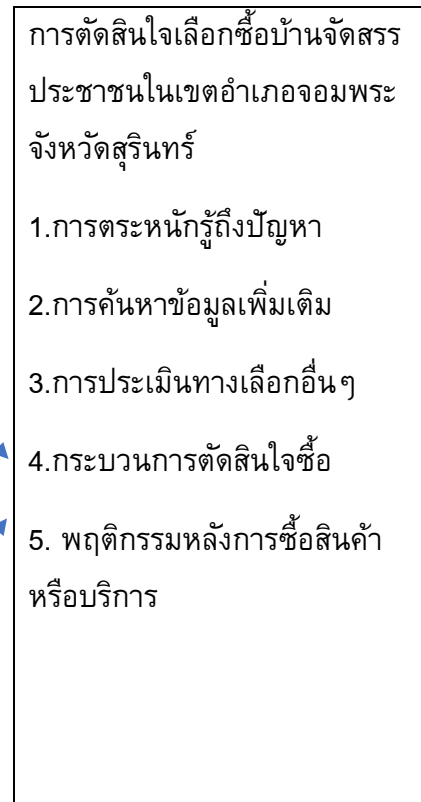 การตัดสินใจเลือกซื้อบ้านจัดสรร
ประชาชนในเขตอำเภอจอมพระ
จังหวัดสุรินทร์
1.การตระหนักรู้ถึงปัญหา
2.การค้นหาข้อมูลเพิ่มเติม
3.การประเมินทางเลือกอื่นๆ
4.กระบวนการตัดสินใจซื้อ
5. พฤติกรรมหลังการซื้อสินค้า
หรือบริการ